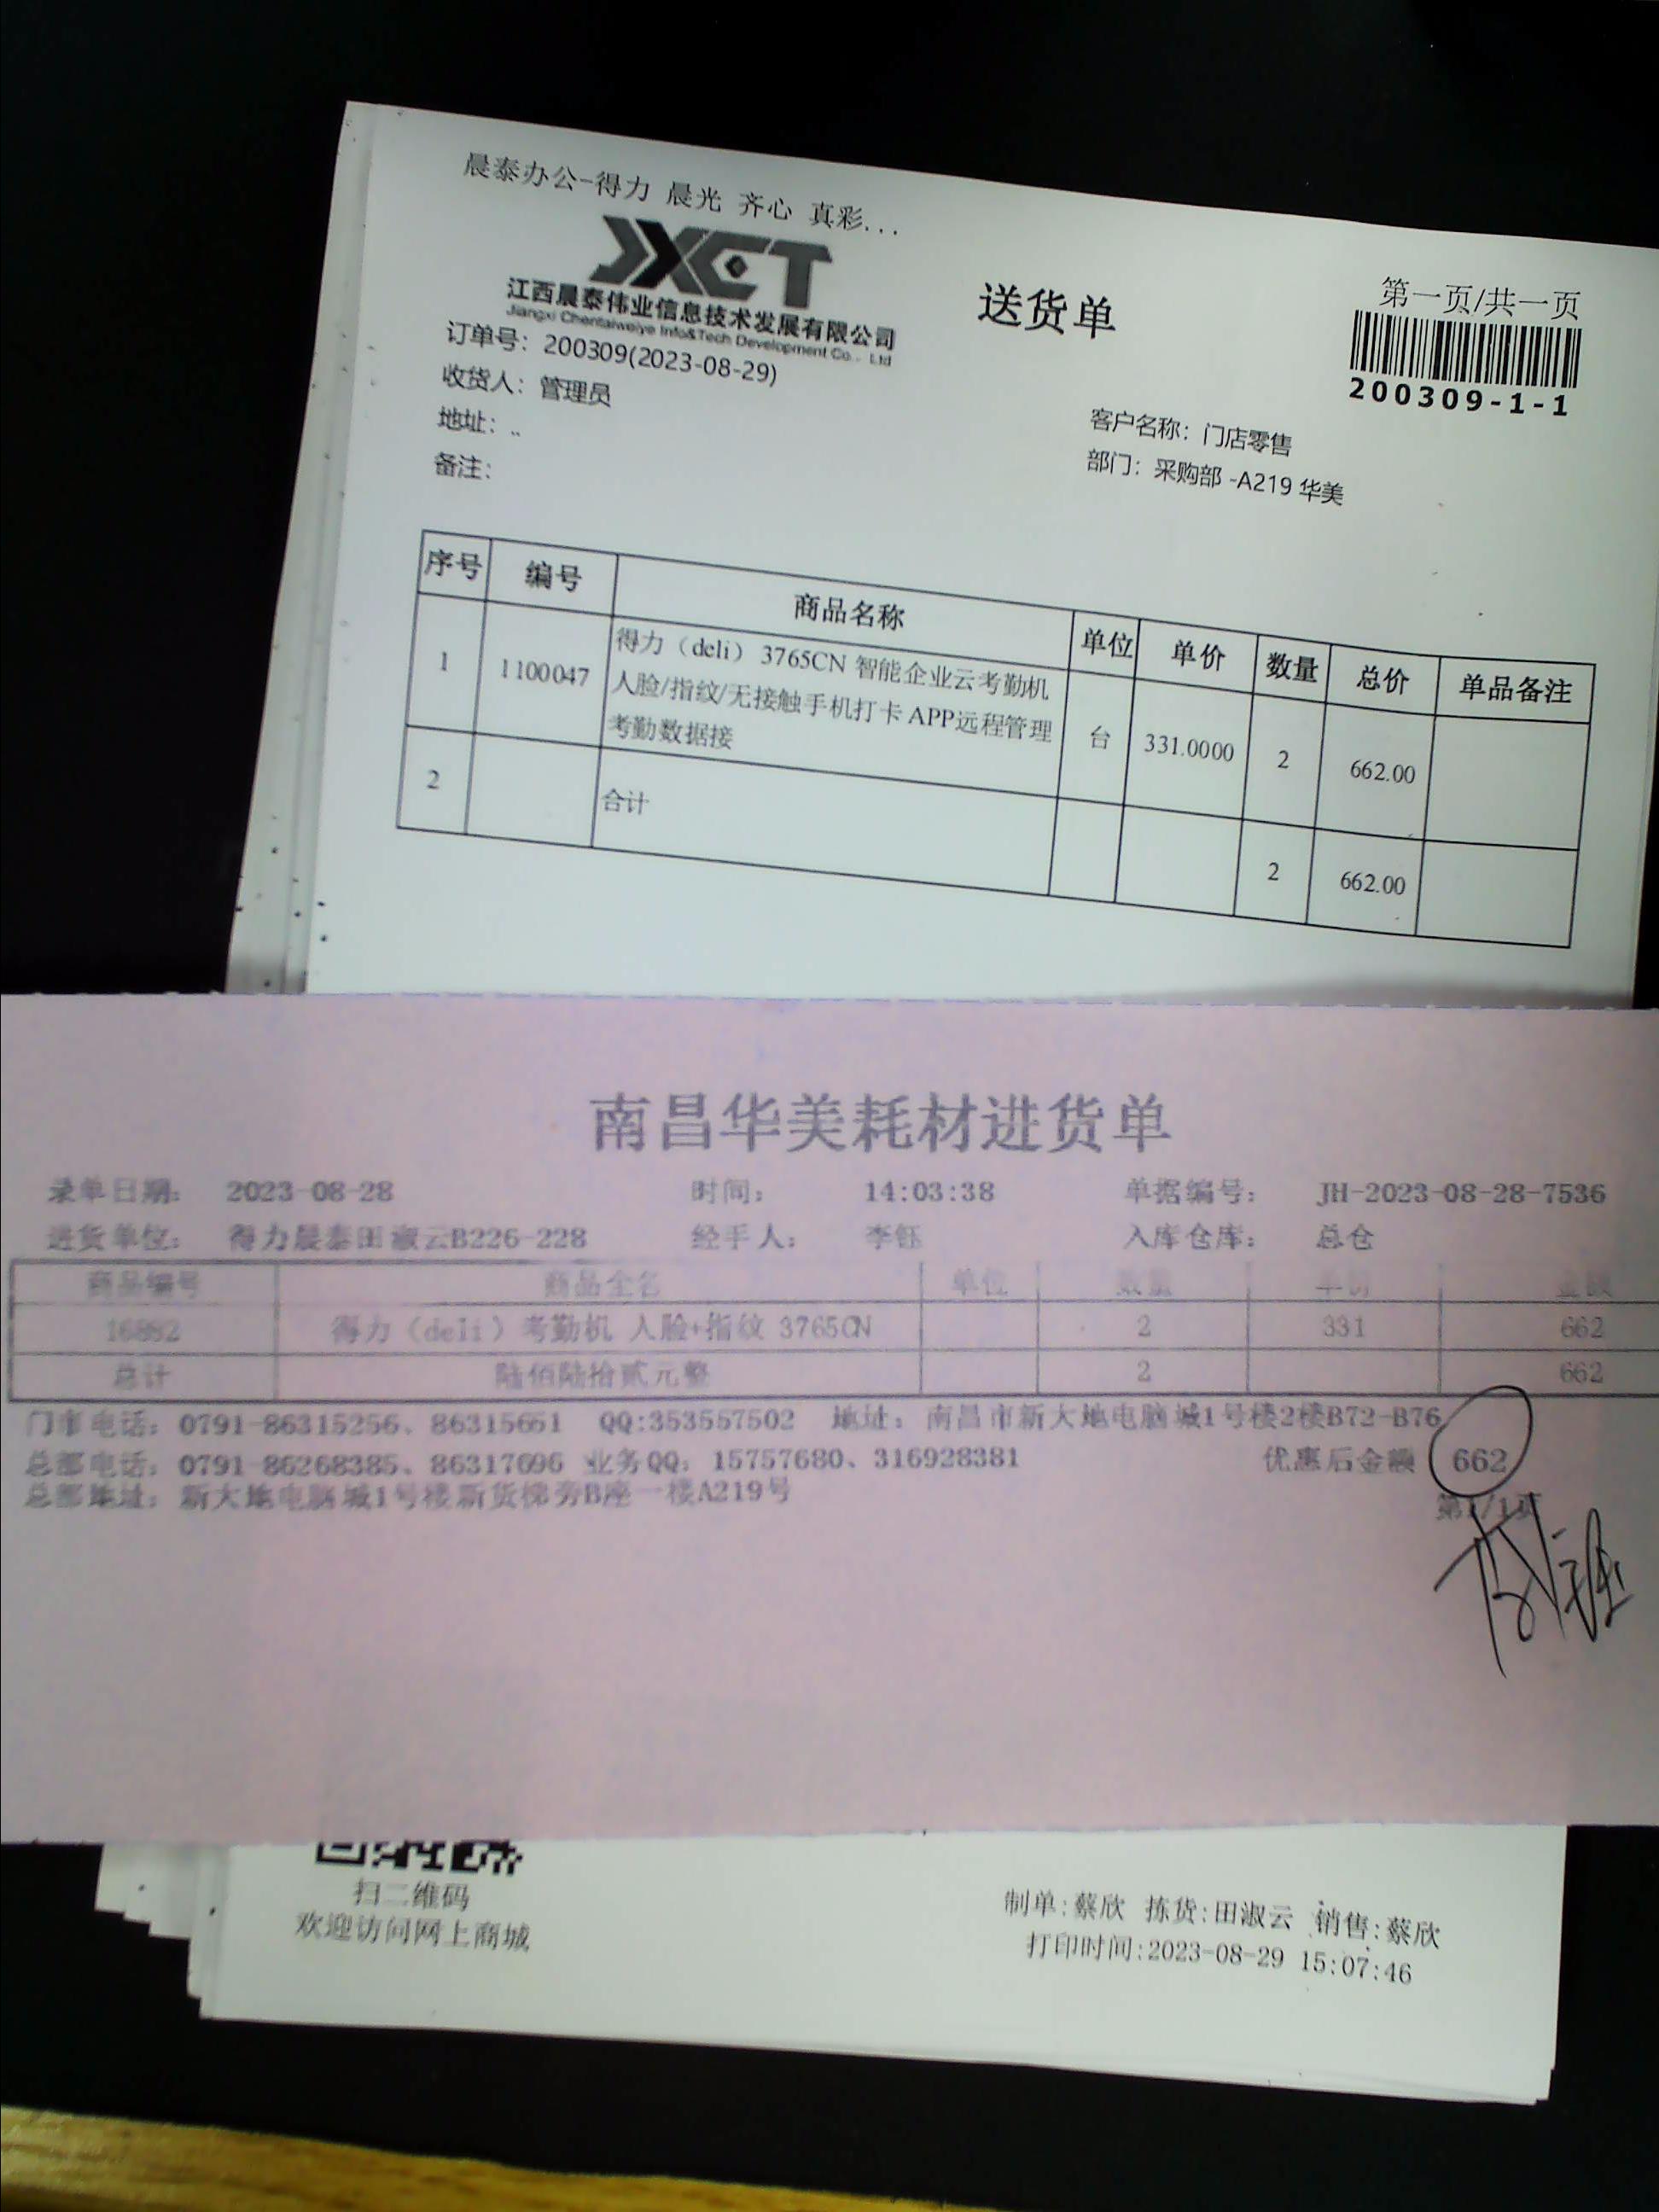 晨泰办公-得力 晨光 齐心 真彩...
JXCT
江西晨泰伟业信息技术发展有限公司
Jiangxi Chentaiweiye Info&Tech Development Co., Ltd
送货单
第一页/共一页
200309-1-1
订单号：200309(2023-08-29)
收货人：管理员
地址：..
备注：
客户名称：门店零售
部门：采购部 -A219 华美
序号 编号 商品名称 单位 单价 数量 总价 单品备注
1 1100047 得力（deli）3765CN 智能企业云考勤机 台 331.0000 2 662.00
人脸/指纹/无接触手机打卡 APP远程管理
考勤数据接
2 合计 2 662.00
南昌华美耗材进货单
录单日期： 2023-08-28 时间： 14:03:38 单据编号： JH-2023-08-28-7536
进货单位： 得力晨泰田淑云B226-228 经手人： 李钰 入库仓库： 总仓
商品编号 商品全名 单位 数量 单价 金额
16882 得力（deli）考勤机 人脸+指纹 3765CN 2 331 662
总计 陆佰陆拾贰元整 2 662
门市电话：0791-86315256、86315651 QQ:353557502 地址：南昌市新大地电脑城1号楼2楼B72-B76
总部电话：0791-86268385、86317696 业务QQ：15757680、316928381 优惠后金额 662
总部地址：新大地电脑城1号楼新货梯旁B座一楼A219号
第1/1页
扫二维码
欢迎访问网上商城
制单:蔡欣 拣货:田淑云 销售:蔡欣
打印时间:2023-08-29 15:07:46